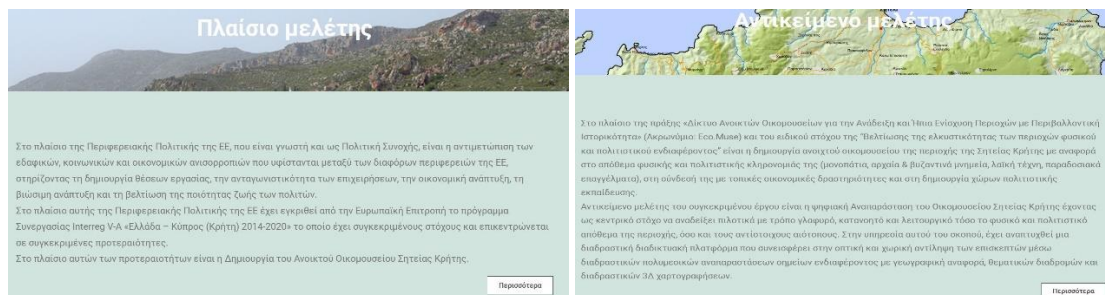 Πλαίσιο μελέτης
Στο πλαίσιο της Περιφερειακής Πολιτικής της ΕΕ, που είναι γνωστή και ως Πολιτική Συνοχής, είναι η αντιμετώπιση των
εδαφικών, κοινωνικών και οικονομικών ανισορροπιών που υφίστανται μεταξύ των διαφόρων περιφερειών της ΕΕ,
στηρίζοντας τη δημιουργία θέσεων εργασίας, την ανταγωνιστικότητα των επιχειρήσεων, την οικονομική ανάπτυξη, τη
βιώσιμη ανάπτυξη και τη βελτίωση της ποιότητας ζωής των πολιτών.
Στο πλαίσιο αυτής της Περιφερειακής Πολιτικής της ΕΕ έχει εγκριθεί από την Ευρωπαϊκή Επιτροπή το πρόγραμμα
Συνεργασίας Interreg V-A «Ελλάδα – Κύπρος (Κρήτη) 2014-2020» το οποίο έχει συγκεκριμένους στόχους και επικεντρώνεται
σε συγκεκριμένες προτεραιότητες.
Στο πλαίσιο αυτών των προτεραιοτήτων είναι η Δημιουργία του Ανοικτού Οικομουσείου Σητείας Κρήτης.
Περισσότερα
Αντικείμενο μελέτης
Στο πλαίσιο της πράξης «Δίκτυο Ανοικτών Οικομουσείων για την Ανάδειξη και Ήπια Ενίσχυση Περιοχών με Περιβαλλοντική
Ιστορικότητα» (Ακρωνύμιο: Eco.Muse) και του ειδικού στόχου της "Βελτίωσης της ελκυστικότητας των περιοχών φυσικού
και πολιτιστικού ενδιαφέροντος" είναι η δημιουργία ανοιχτού οικομουσείου της περιοχής της Σητείας Κρήτης με αναφορά
στο απόθεμα φυσικής και πολιτιστικής κληρονομιάς της (μονοπάτια, αρχαία & βυζαντινά μνημεία, λαϊκή τέχνη, παραδοσιακά
επαγγέλματα), στη σύνδεσή της με τοπικές οικονομικές δραστηριότητες και στη δημιουργία χώρων πολιτιστικής
εκπαίδευσης.
Αντικείμενο μελέτης του συγκεκριμένου έργου είναι η ψηφιακή Αναπαράσταση του Οικομουσείου Σητείας Κρήτης έχοντας
ως κεντρικό στόχο να αναδείξει πιλοτικά με τρόπο γλαφυρό, κατανοητό και λειτουργικό τόσο το φυσικό και πολιτιστικό
απόθεμα της περιοχής, όσο και τους αντίστοιχους αιότοπους. Στην υπηρεσία αυτού του σκοπού, έχει αναπτυχθεί μια
διαδραστική διαδικτυακή πλατφόρμα που συνεισφέρει στην οπτική και χωρική αντίληψη των επισκεπτών μέσω
διαδραστικών πολυμεσικών αναπαραστάσεων σημείων ενδιαφέροντος με γεωγραφική αναφορά, θεματικών διαδρομών και
διαδραστικών 3Δ χαρτογραφήσεων.
Περισσότερα